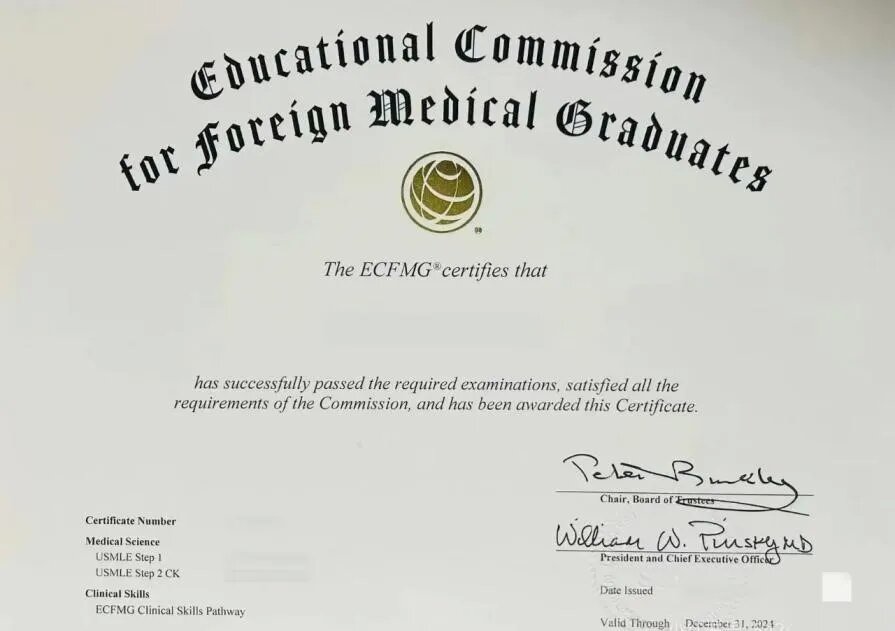 Educational Commission
for Foreign Medical Graduates
®
The ECFMG® certifies that
has successfully passed the required examinations, satisfied all the
requirements of the Commission, and has been awarded this Certificate.
Peter Buckley
Chair, Board of Trustees
William W. Pinsky MD
President and Chief Executive Officer
Certificate Number
Medical Science
USMLE Step 1
USMLE Step 2 CK
Clinical Skills
ECFMG Clinical Skills Pathway
Date Issued
Valid Through December 31, 2024